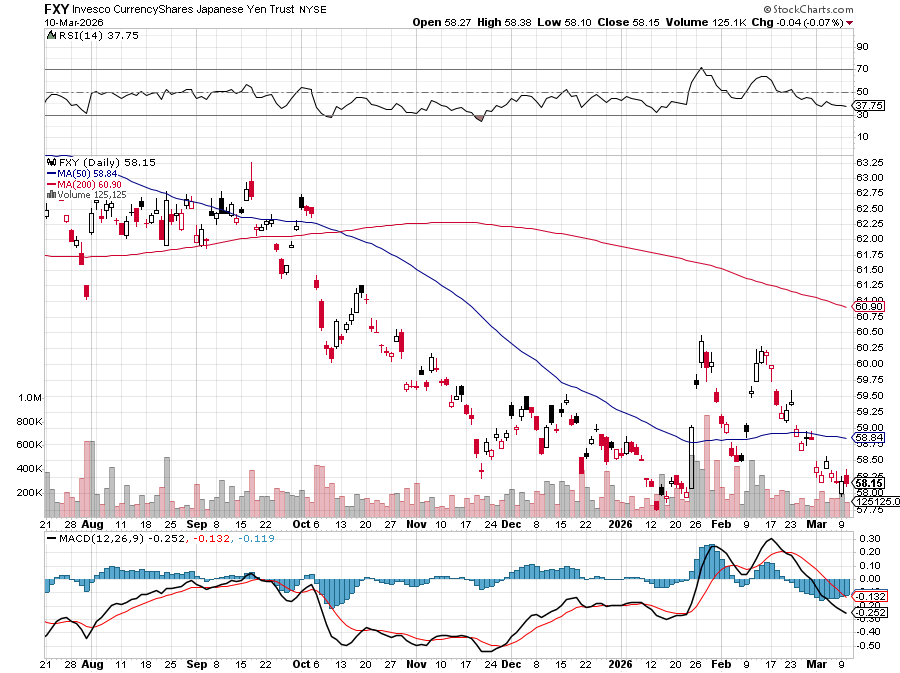 FXY Invesco CurrencyShares Japanese Yen Trust NYSE © StockCharts.com
10-Mar-2026 Open 58.27 High 58.38 Low 58.10 Close 58.15 Volume 125.1K Chg -0.04 (-0.07%)
RSI(14) 37.75
90
70
50
37.75
30
10
FXY (Daily) 58.15
MA(50) 58.84
MA(200) 60.90
Volume 125,125
63.25
63.00
62.75
62.50
62.25
62.00
61.75
61.50
61.25
61.00
60.90
60.75
60.50
60.25
60.00
59.75
59.50
59.25
59.00
58.84
58.75
58.50
58.25
58.15
58.00
125125.0
57.75
1.0M
800K
600K
400K
200K
21 28 Aug 11 18 25 Sep 8 15 22 Oct 6 13 20 27 Nov 10 17 24 Dec 8 15 22 2026 12 20 26 Feb 9 17 23 Mar 9
MACD(12,26,9) -0.252, -0.132, -0.119
0.30
0.20
0.10
0.00
-0.132
-0.20
-0.252
-0.30
-0.40
-0.50
21 28 Aug 11 18 25 Sep 8 15 22 Oct 6 13 20 27 Nov 10 17 24 Dec 8 15 22 2026 12 20 26 Feb 9 17 23 Mar 9